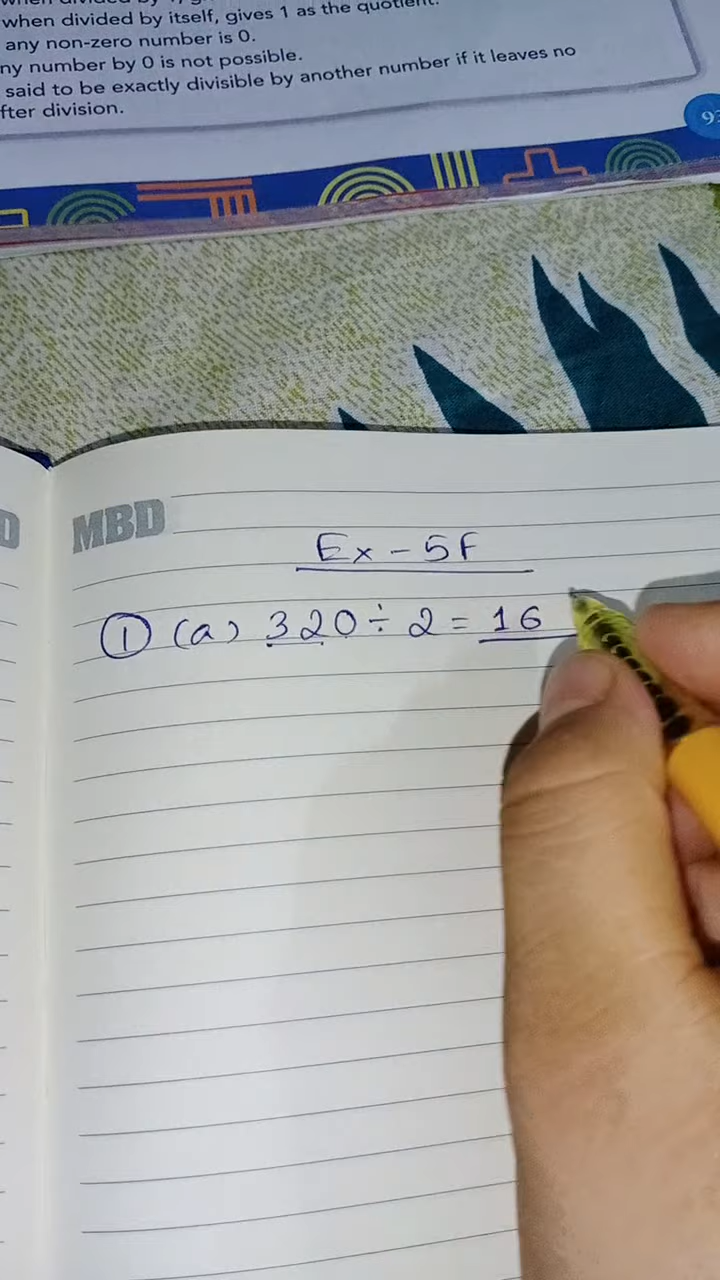 when divided by itself, gives 1 as the quotient.
any non-zero number is 0.
ny number by 0 is not possible.
said to be exactly divisible by another number if it leaves no
fter division.
93
MBD
Ex - 5F
① (a) 320 ÷ 2 = 16